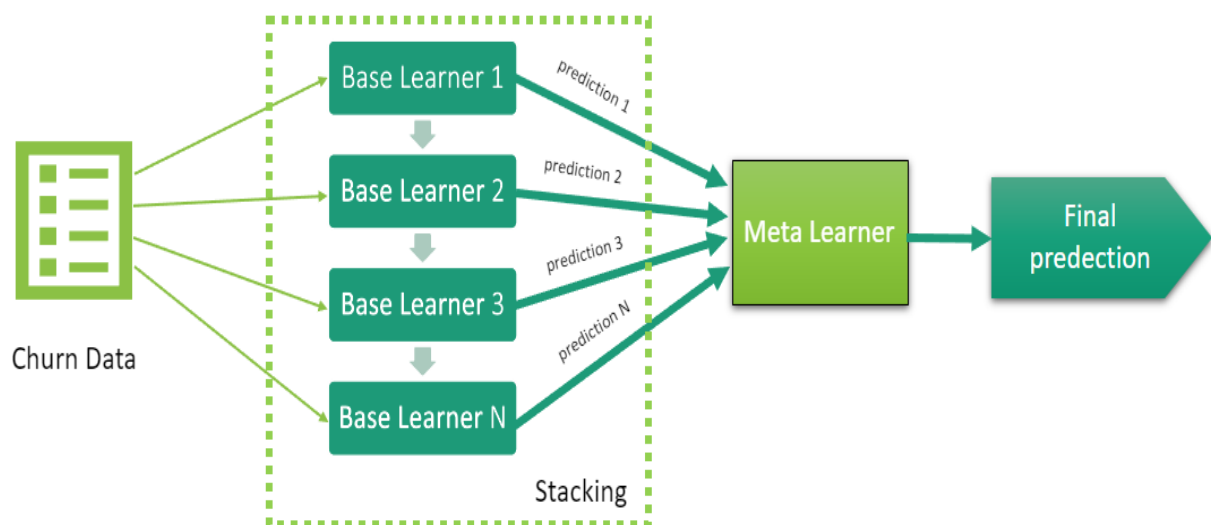 Churn Data
Base Learner 1
Base Learner 2
Base Learner 3
Base Learner N
Stacking
prediction 1
prediction 2
prediction 3
prediction N
Meta Learner
Final
predection